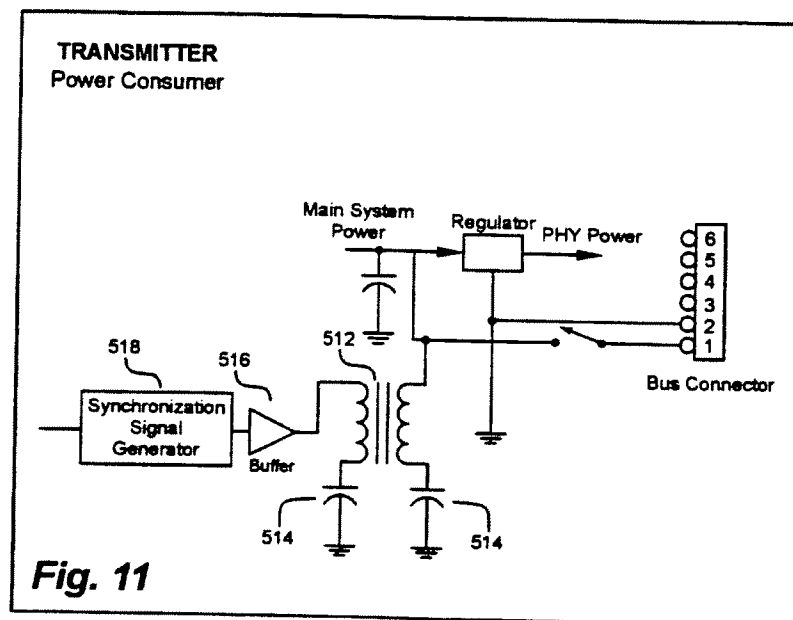 TRANSMITTER
Power Consumer
Main System
Power
Regulator
PHY Power
6
5
4
3
2
1
Bus Connector
518
516
512
Synchronization
Signal
Generator
Buffer
514
514
Fig. 11